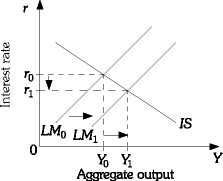 r
Interest rate
r0
r1
LM0
LM1
IS
0
Y0
Y1
Y
Aggregate output